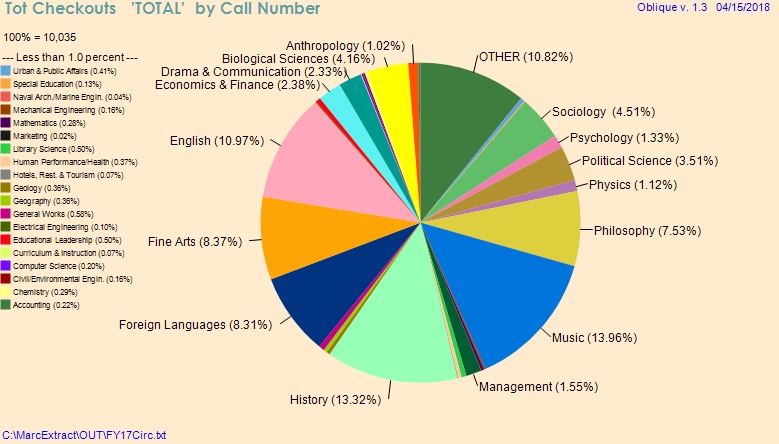 Tot Checkouts 'TOTAL' by Call Number
Oblique v. 1.3 04/15/2018
100% = 10,035
--- Less than 1.0 percent ---
Urban & Public Affairs (0.41%)
Special Education (0.13%)
Naval Arch./Marine Engin. (0.04%)
Mechanical Engineering (0.16%)
Mathematics (0.28%)
Marketing (0.02%)
Library Science (0.50%)
Human Performance/Health (0.37%)
Hotels, Rest. & Tourism (0.07%)
Geology (0.36%)
Geography (0.36%)
General Works (0.58%)
Electrical Engineering (0.10%)
Educational Leadership (0.50%)
Curriculum & Instruction (0.07%)
Computer Science (0.20%)
Civil/Environmental Engin. (0.16%)
Chemistry (0.29%)
Accounting (0.22%)
Anthropology (1.02%)
Biological Sciences (4.16%)
Drama & Communication (2.33%)
Economics & Finance (2.38%)
English (10.97%)
Fine Arts (8.37%)
Foreign Languages (8.31%)
History (13.32%)
OTHER (10.82%)
Sociology (4.51%)
Psychology (1.33%)
Political Science (3.51%)
Physics (1.12%)
Philosophy (7.53%)
Music (13.96%)
Management (1.55%)
C:\MarcExtract\OUT\FY17Circ.txt